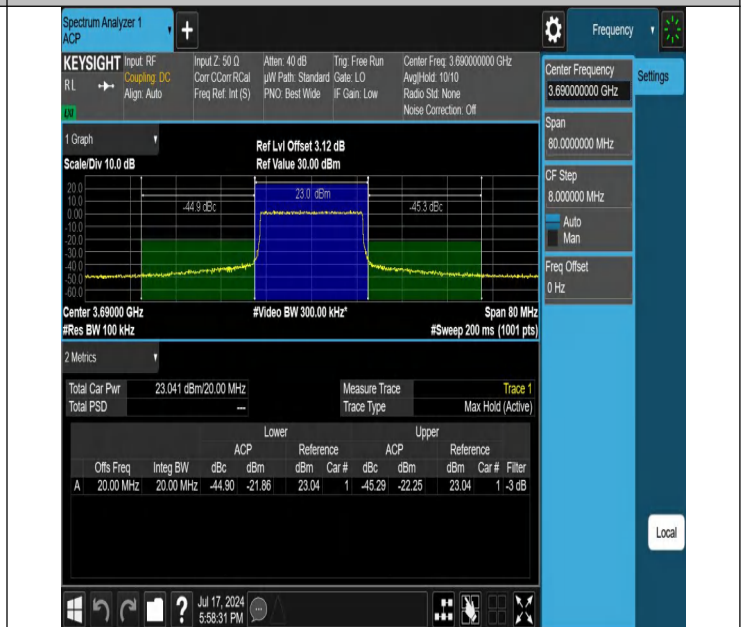 Spectrum Analyzer 1
ACP
+
Frequency
KEYSIGHT Input: RF Input Z: 50 Ω Atten: 40 dB Trig: Free Run Center Freq: 3.690000000 GHz
RL Coupling: DC Corr CCorr RCal µW Path: Standard Gate: LO Avg|Hold: 10/10
Align: Auto Freq Ref: Int (S) PNO: Best Wide IF Gain: Low Radio Std: None
LXI Noise Correction: Off
Center Frequency
3.690000000 GHz
Settings
Span
80.0000000 MHz
CF Step
8.000000 MHz
Auto
Man
Freq Offset
0 Hz
1 Graph
Ref Lvl Offset 3.12 dB
Scale/Div 10.0 dB Ref Value 30.00 dBm
20.0
10.0
0.00
-10.0
-20.0
-30.0
-40.0
-50.0
-60.0
-44.9 dBc 23.0 dBm -45.3 dBc
Center 3.69000 GHz #Video BW 300.00 kHz* Span 80 MHz
#Res BW 100 kHz #Sweep 200 ms (1001 pts)
2 Metrics
Total Car Pwr 23.041 dBm/20.00 MHz Measure Trace Trace 1
Total PSD --- Trace Type Max Hold (Active)
Lower Upper
ACP Reference ACP Reference
Offs Freq Integ BW dBc dBm dBm Car # dBc dBm dBm Car # Filter
A 20.00 MHz 20.00 MHz -44.90 -21.86 23.04 1 -45.29 -22.25 23.04 1 -3 dB
Local
? Jul 17, 2024
5:58:31 PM